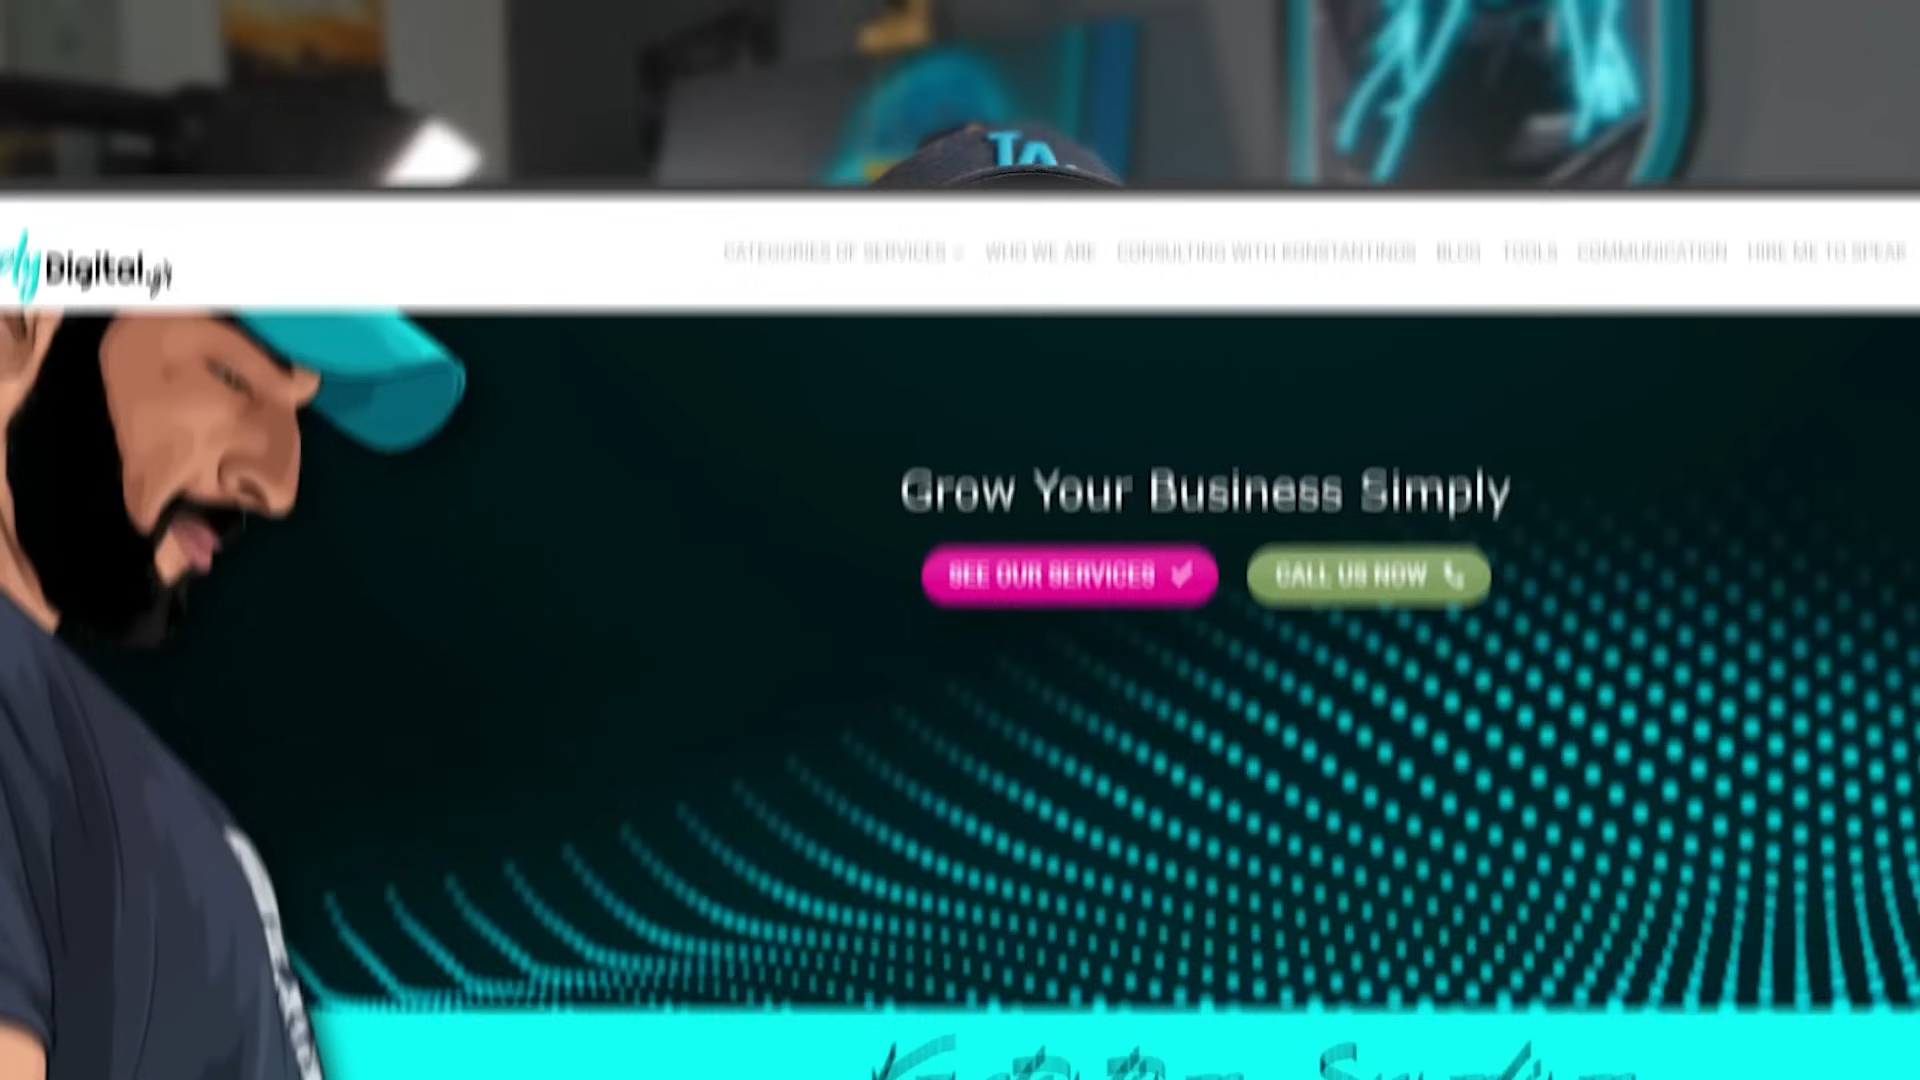 Digital
CATEGORIES OF SERVICES WHO WE ARE CONSULTING WITH KONSTANTINOS BLOG TOOLS COMMUNICATION HIRE ME TO SPEAK
Grow Your Business Simply
SEE OUR SERVICES CALL US NOW